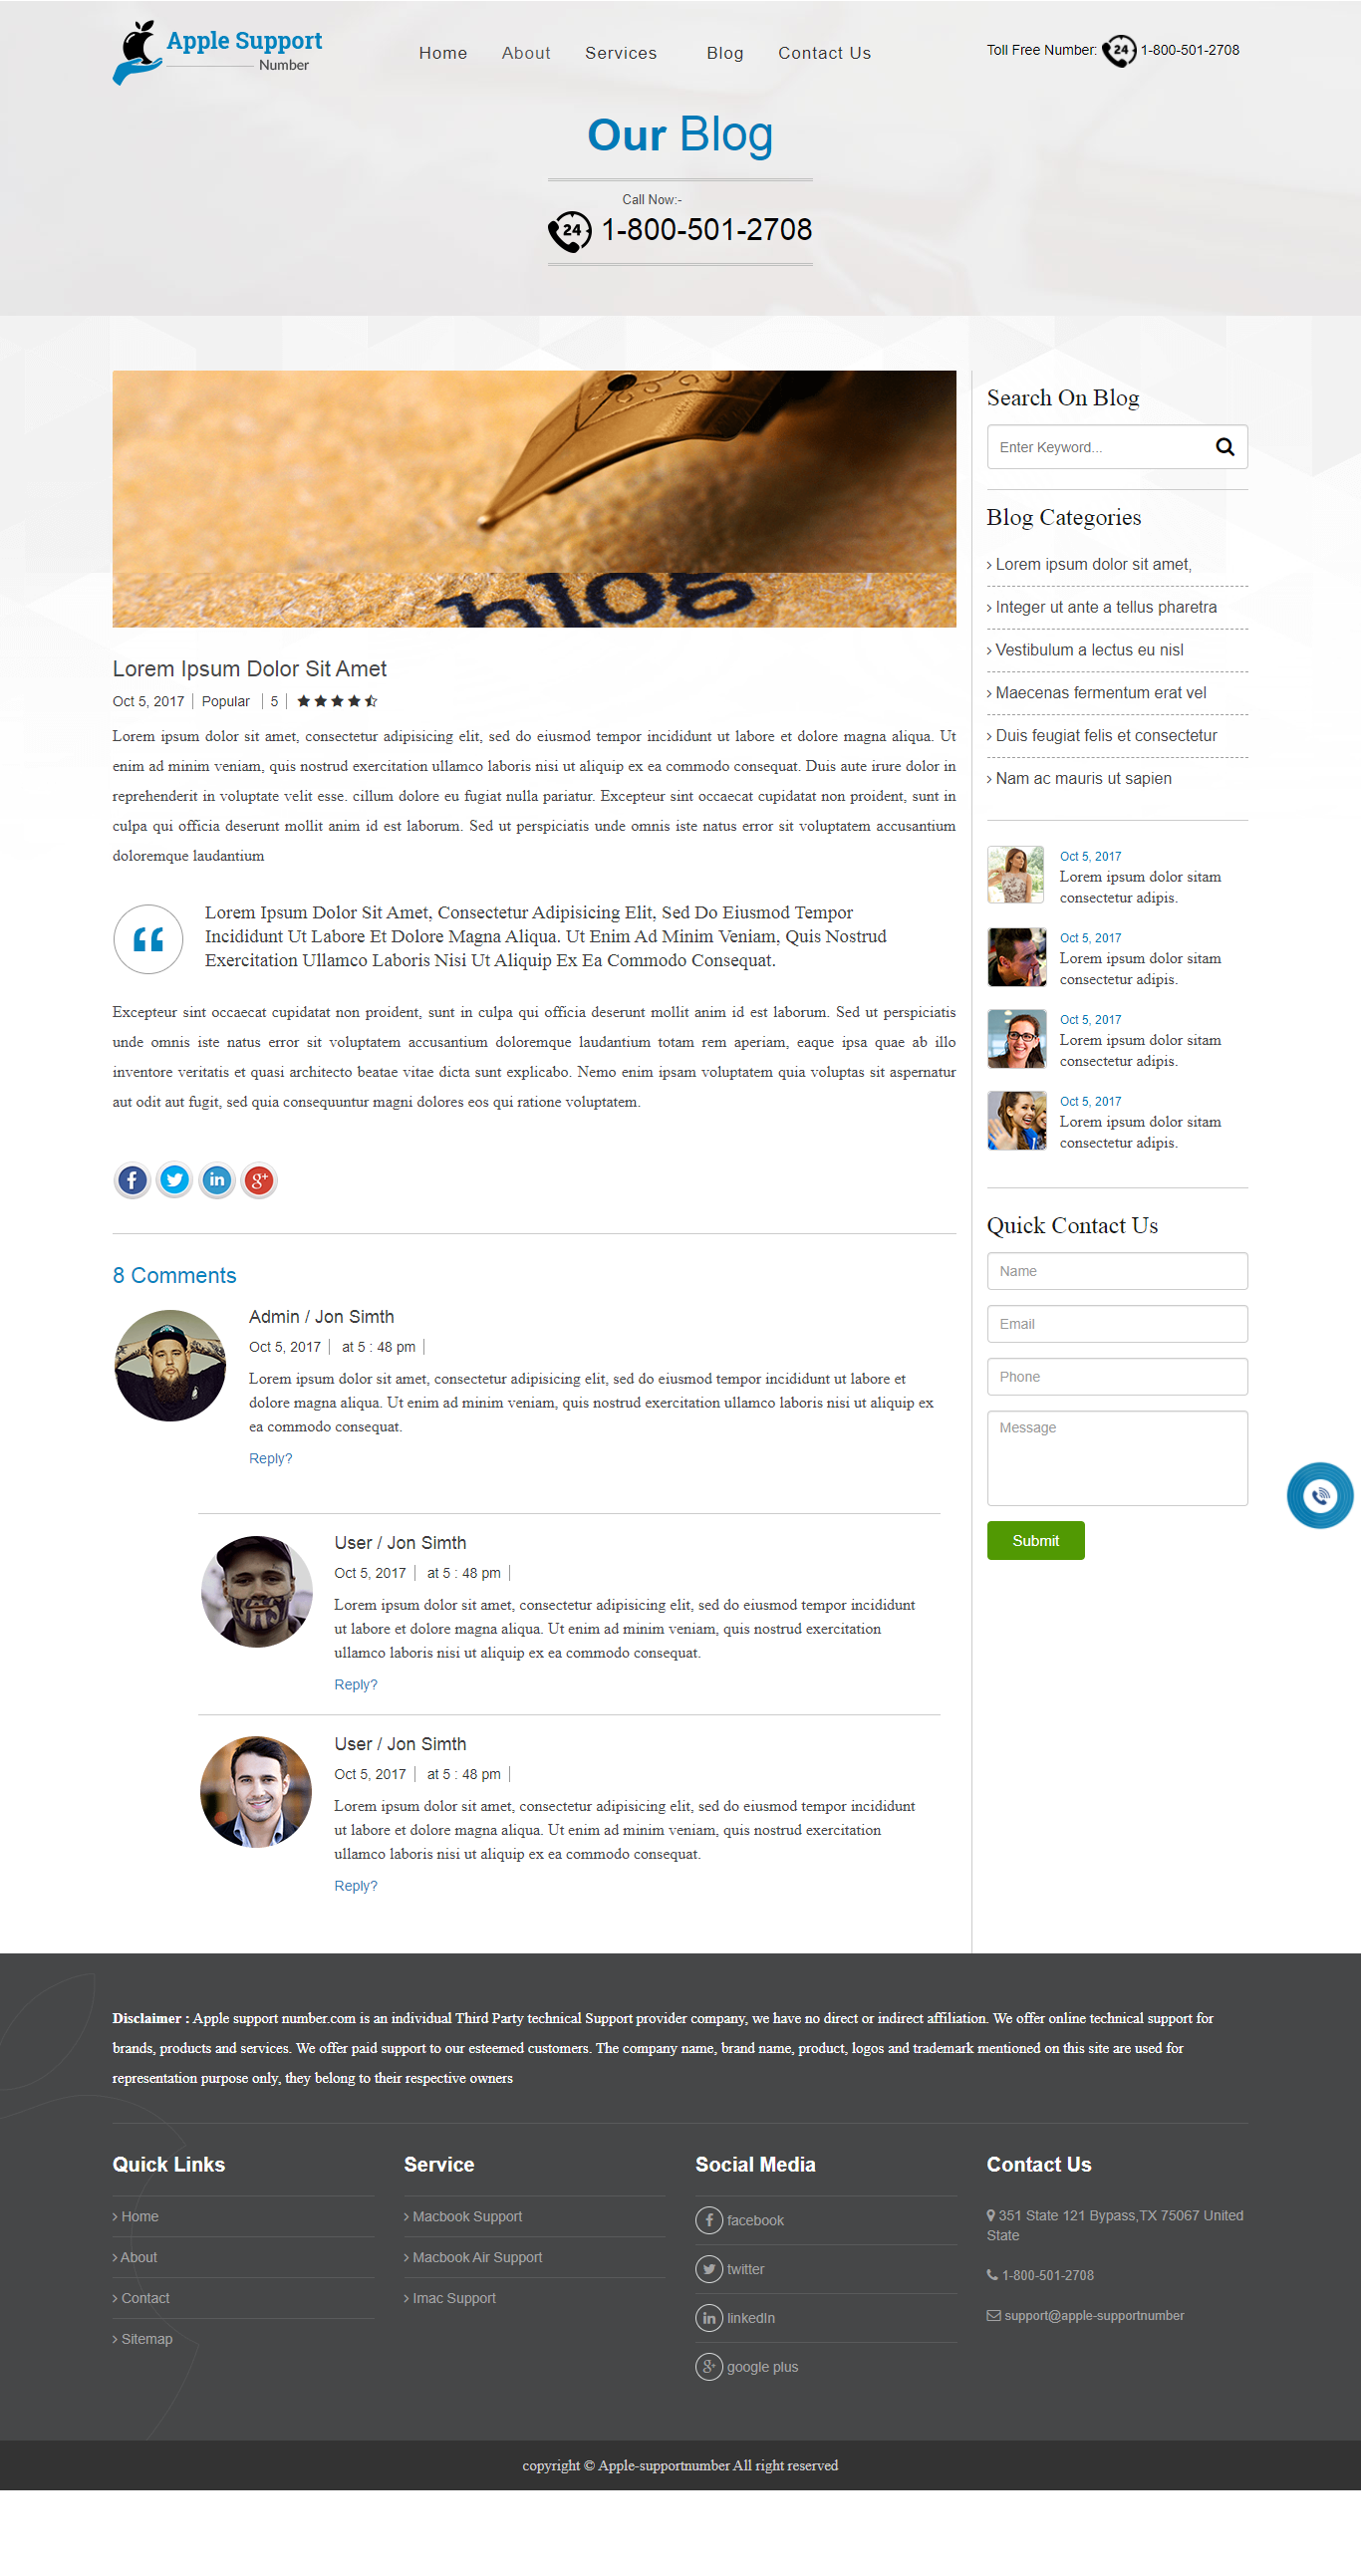 Apple Support
Number
Home About Services Blog Contact Us
Toll Free Number: 24 1-800-501-2708
Our Blog
Call Now:-
24 1-800-501-2708
blog
Lorem Ipsum Dolor Sit Amet
Oct 5, 2017 | Popular | 5 |
Lorem ipsum dolor sit amet, consectetur adipisicing elit, sed do eiusmod tempor incididunt ut labore et dolore magna aliqua. Ut
enim ad minim veniam, quis nostrud exercitation ullamco laboris nisi ut aliquip ex ea commodo consequat. Duis aute irure dolor in
reprehenderit in voluptate velit esse. cillum dolore eu fugiat nulla pariatur. Excepteur sint occaecat cupidatat non proident, sunt in
culpa qui officia deserunt mollit anim id est laborum. Sed ut perspiciatis unde omnis iste natus error sit voluptatem accusantium
doloremque laudantium
Lorem Ipsum Dolor Sit Amet, Consectetur Adipisicing Elit, Sed Do Eiusmod Tempor
Incididunt Ut Labore Et Dolore Magna Aliqua. Ut Enim Ad Minim Veniam, Quis Nostrud
Exercitation Ullamco Laboris Nisi Ut Aliquip Ex Ea Commodo Consequat.
Excepteur sint occaecat cupidatat non proident, sunt in culpa qui officia deserunt mollit anim id est laborum. Sed ut perspiciatis
unde omnis iste natus error sit voluptatem accusantium doloremque laudantium totam rem aperiam, eaque ipsa quae ab illo
inventore veritatis et quasi architecto beatae vitae dicta sunt explicabo. Nemo enim ipsam voluptatem quia voluptas sit aspernatur
aut odit aut fugit, sed quia consequuntur magni dolores eos qui ratione voluptatem.
8 Comments
Admin / Jon Simth
Oct 5, 2017 | at 5 : 48 pm |
Lorem ipsum dolor sit amet, consectetur adipisicing elit, sed do eiusmod tempor incididunt ut labore et
dolore magna aliqua. Ut enim ad minim veniam, quis nostrud exercitation ullamco laboris nisi ut aliquip ex
ea commodo consequat.
Reply?
User / Jon Simth
Oct 5, 2017 | at 5 : 48 pm |
Lorem ipsum dolor sit amet, consectetur adipisicing elit, sed do eiusmod tempor incididunt
ut labore et dolore magna aliqua. Ut enim ad minim veniam, quis nostrud exercitation
ullamco laboris nisi ut aliquip ex ea commodo consequat.
Reply?
User / Jon Simth
Oct 5, 2017 | at 5 : 48 pm |
Lorem ipsum dolor sit amet, consectetur adipisicing elit, sed do eiusmod tempor incididunt
ut labore et dolore magna aliqua. Ut enim ad minim veniam, quis nostrud exercitation
ullamco laboris nisi ut aliquip ex ea commodo consequat.
Reply?
Search On Blog
Enter Keyword...
Blog Categories
Lorem ipsum dolor sit amet,
Integer ut ante a tellus pharetra
Vestibulum a lectus eu nisl
Maecenas fermentum erat vel
Duis feugiat felis et consectetur
Nam ac mauris ut sapien
Oct 5, 2017
Lorem ipsum dolor sitam
consectetur adipis.
Oct 5, 2017
Lorem ipsum dolor sitam
consectetur adipis.
Oct 5, 2017
Lorem ipsum dolor sitam
consectetur adipis.
Oct 5, 2017
Lorem ipsum dolor sitam
consectetur adipis.
Quick Contact Us
Name
Email
Phone
Message
Submit
Disclaimer : Apple support number.com is an individual Third Party technical Support provider company, we have no direct or indirect affiliation. We offer online technical support for
brands, products and services. We offer paid support to our esteemed customers. The company name, brand name, product, logos and trademark mentioned on this site are used for
representation purpose only, they belong to their respective owners
Quick Links
Home
About
Contact
Sitemap
Service
Macbook Support
Macbook Air Support
Imac Support
Social Media
facebook
twitter
linkedIn
google plus
Contact Us
351 State 121 Bypass,TX 75067 United
State
1-800-501-2708
support@apple-supportnumber
copyright © Apple-supportnumber All right reserved